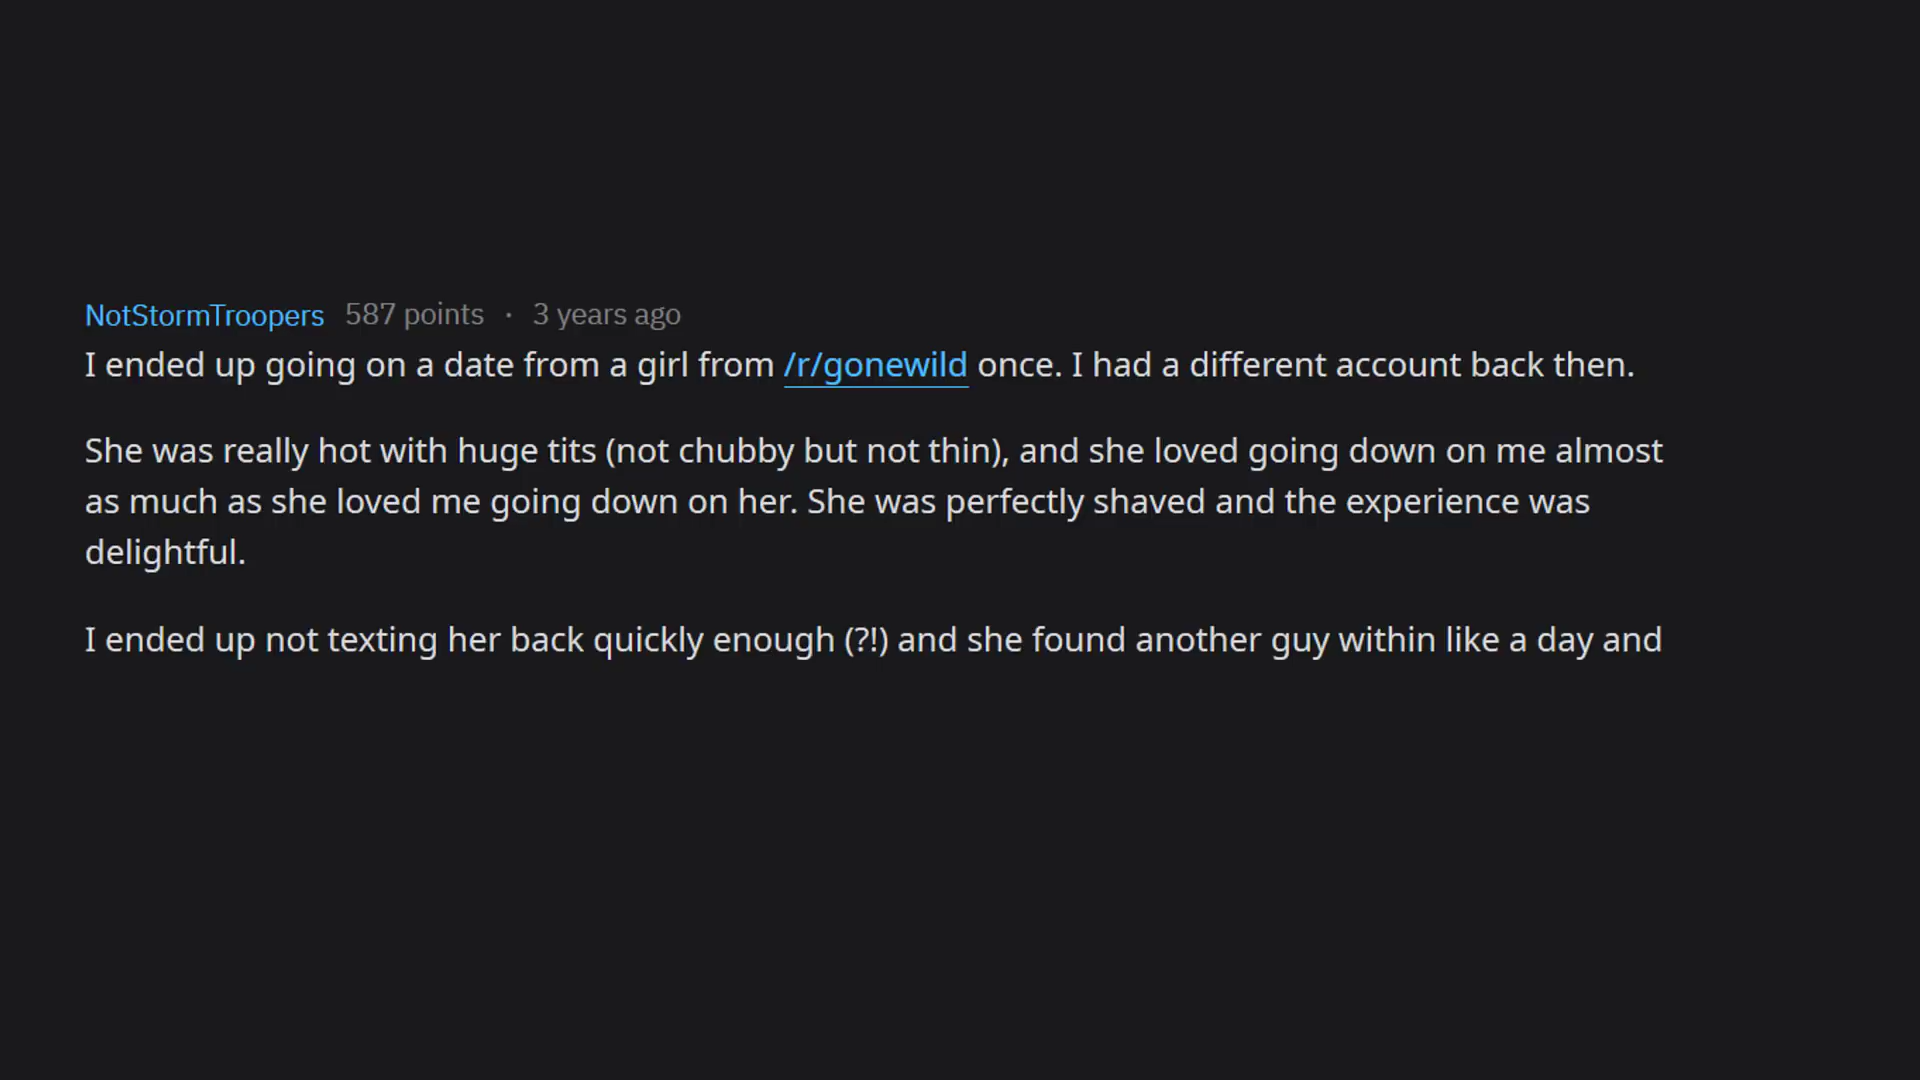 NotStormTroopers 587 points · 3 years ago
I ended up going on a date from a girl from /r/gonewild once. I had a different account back then.
She was really hot with huge tits (not chubby but not thin), and she loved going down on me almost
as much as she loved me going down on her. She was perfectly shaved and the experience was
delightful.
I ended up not texting her back quickly enough (?!) and she found another guy within like a day and